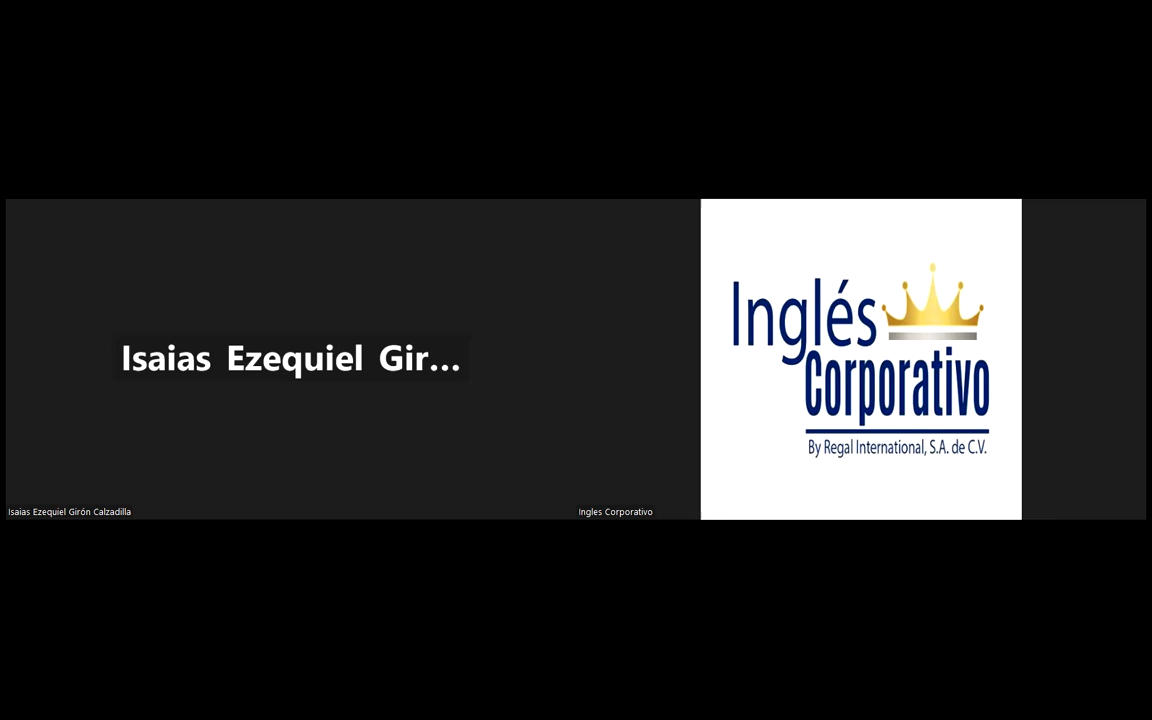 Isaias Ezequiel Gir...
Isaias Ezequiel Girón Calzadilla
Inglés
Corporativo
By Regal International, S.A. de C.V.
Ingles Corporativo